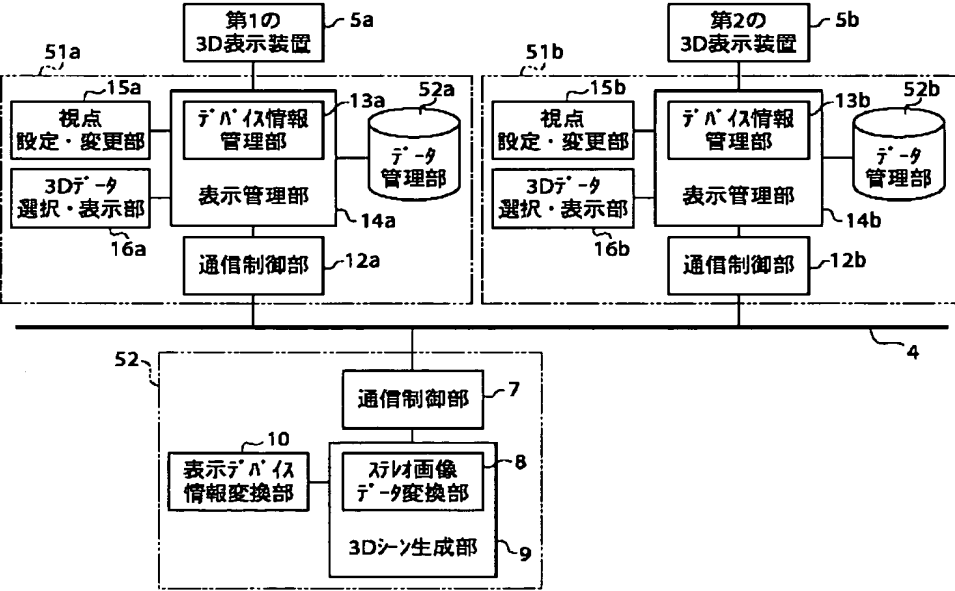 第1の
3D表示装置
5a
51a
15a
視点
設定・変更部
13a
デバイス情報
管理部
52a
データ
管理部
3Dデータ
選択・表示部
16a
表示管理部
14a
通信制御部
12a
第2の
3D表示装置
5b
51b
15b
視点
設定・変更部
13b
デバイス情報
管理部
52b
データ
管理部
3Dデータ
選択・表示部
16b
表示管理部
14b
通信制御部
12b
4
52
通信制御部
7
10
表示デバイス
情報変換部
ステレオ画像
データ変換部
8
3Dシーン生成部
9